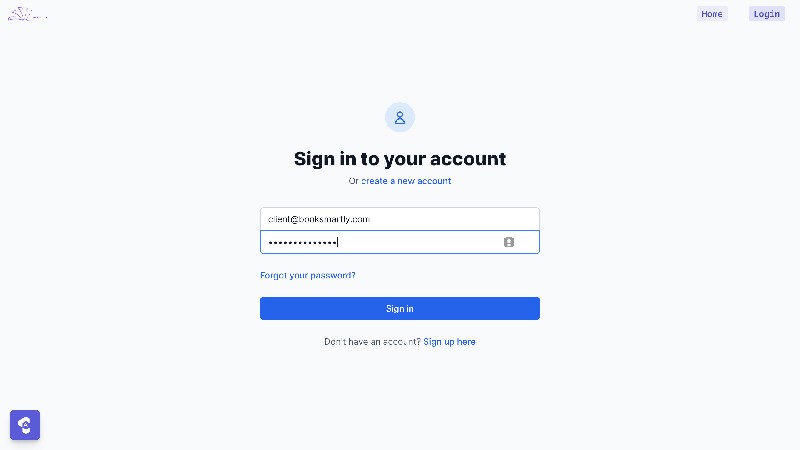 Home
Login
Sign in to your account
Or create a new account
client@booksmartly.com
••••••••••••••
Forgot your password?
Sign in
Don't have an account? Sign up here